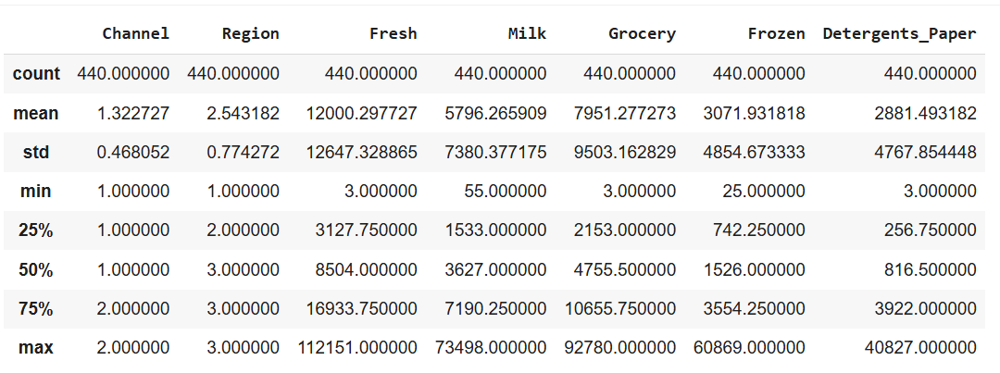 Channel Region Fresh Milk Grocery Frozen Detergents_Paper
count 440.000000 440.000000 440.000000 440.000000 440.000000 440.000000 440.000000
mean 1.322727 2.543182 12000.297727 5796.265909 7951.277273 3071.931818 2881.493182
std 0.468052 0.774272 12647.328865 7380.377175 9503.162829 4854.673333 4767.854448
min 1.000000 1.000000 3.000000 55.000000 3.000000 25.000000 3.000000
25% 1.000000 2.000000 3127.750000 1533.000000 2153.000000 742.250000 256.750000
50% 1.000000 3.000000 8504.000000 3627.000000 4755.500000 1526.000000 816.500000
75% 2.000000 3.000000 16933.750000 7190.250000 10655.750000 3554.250000 3922.000000
max 2.000000 3.000000 112151.000000 73498.000000 92780.000000 60869.000000 40827.000000